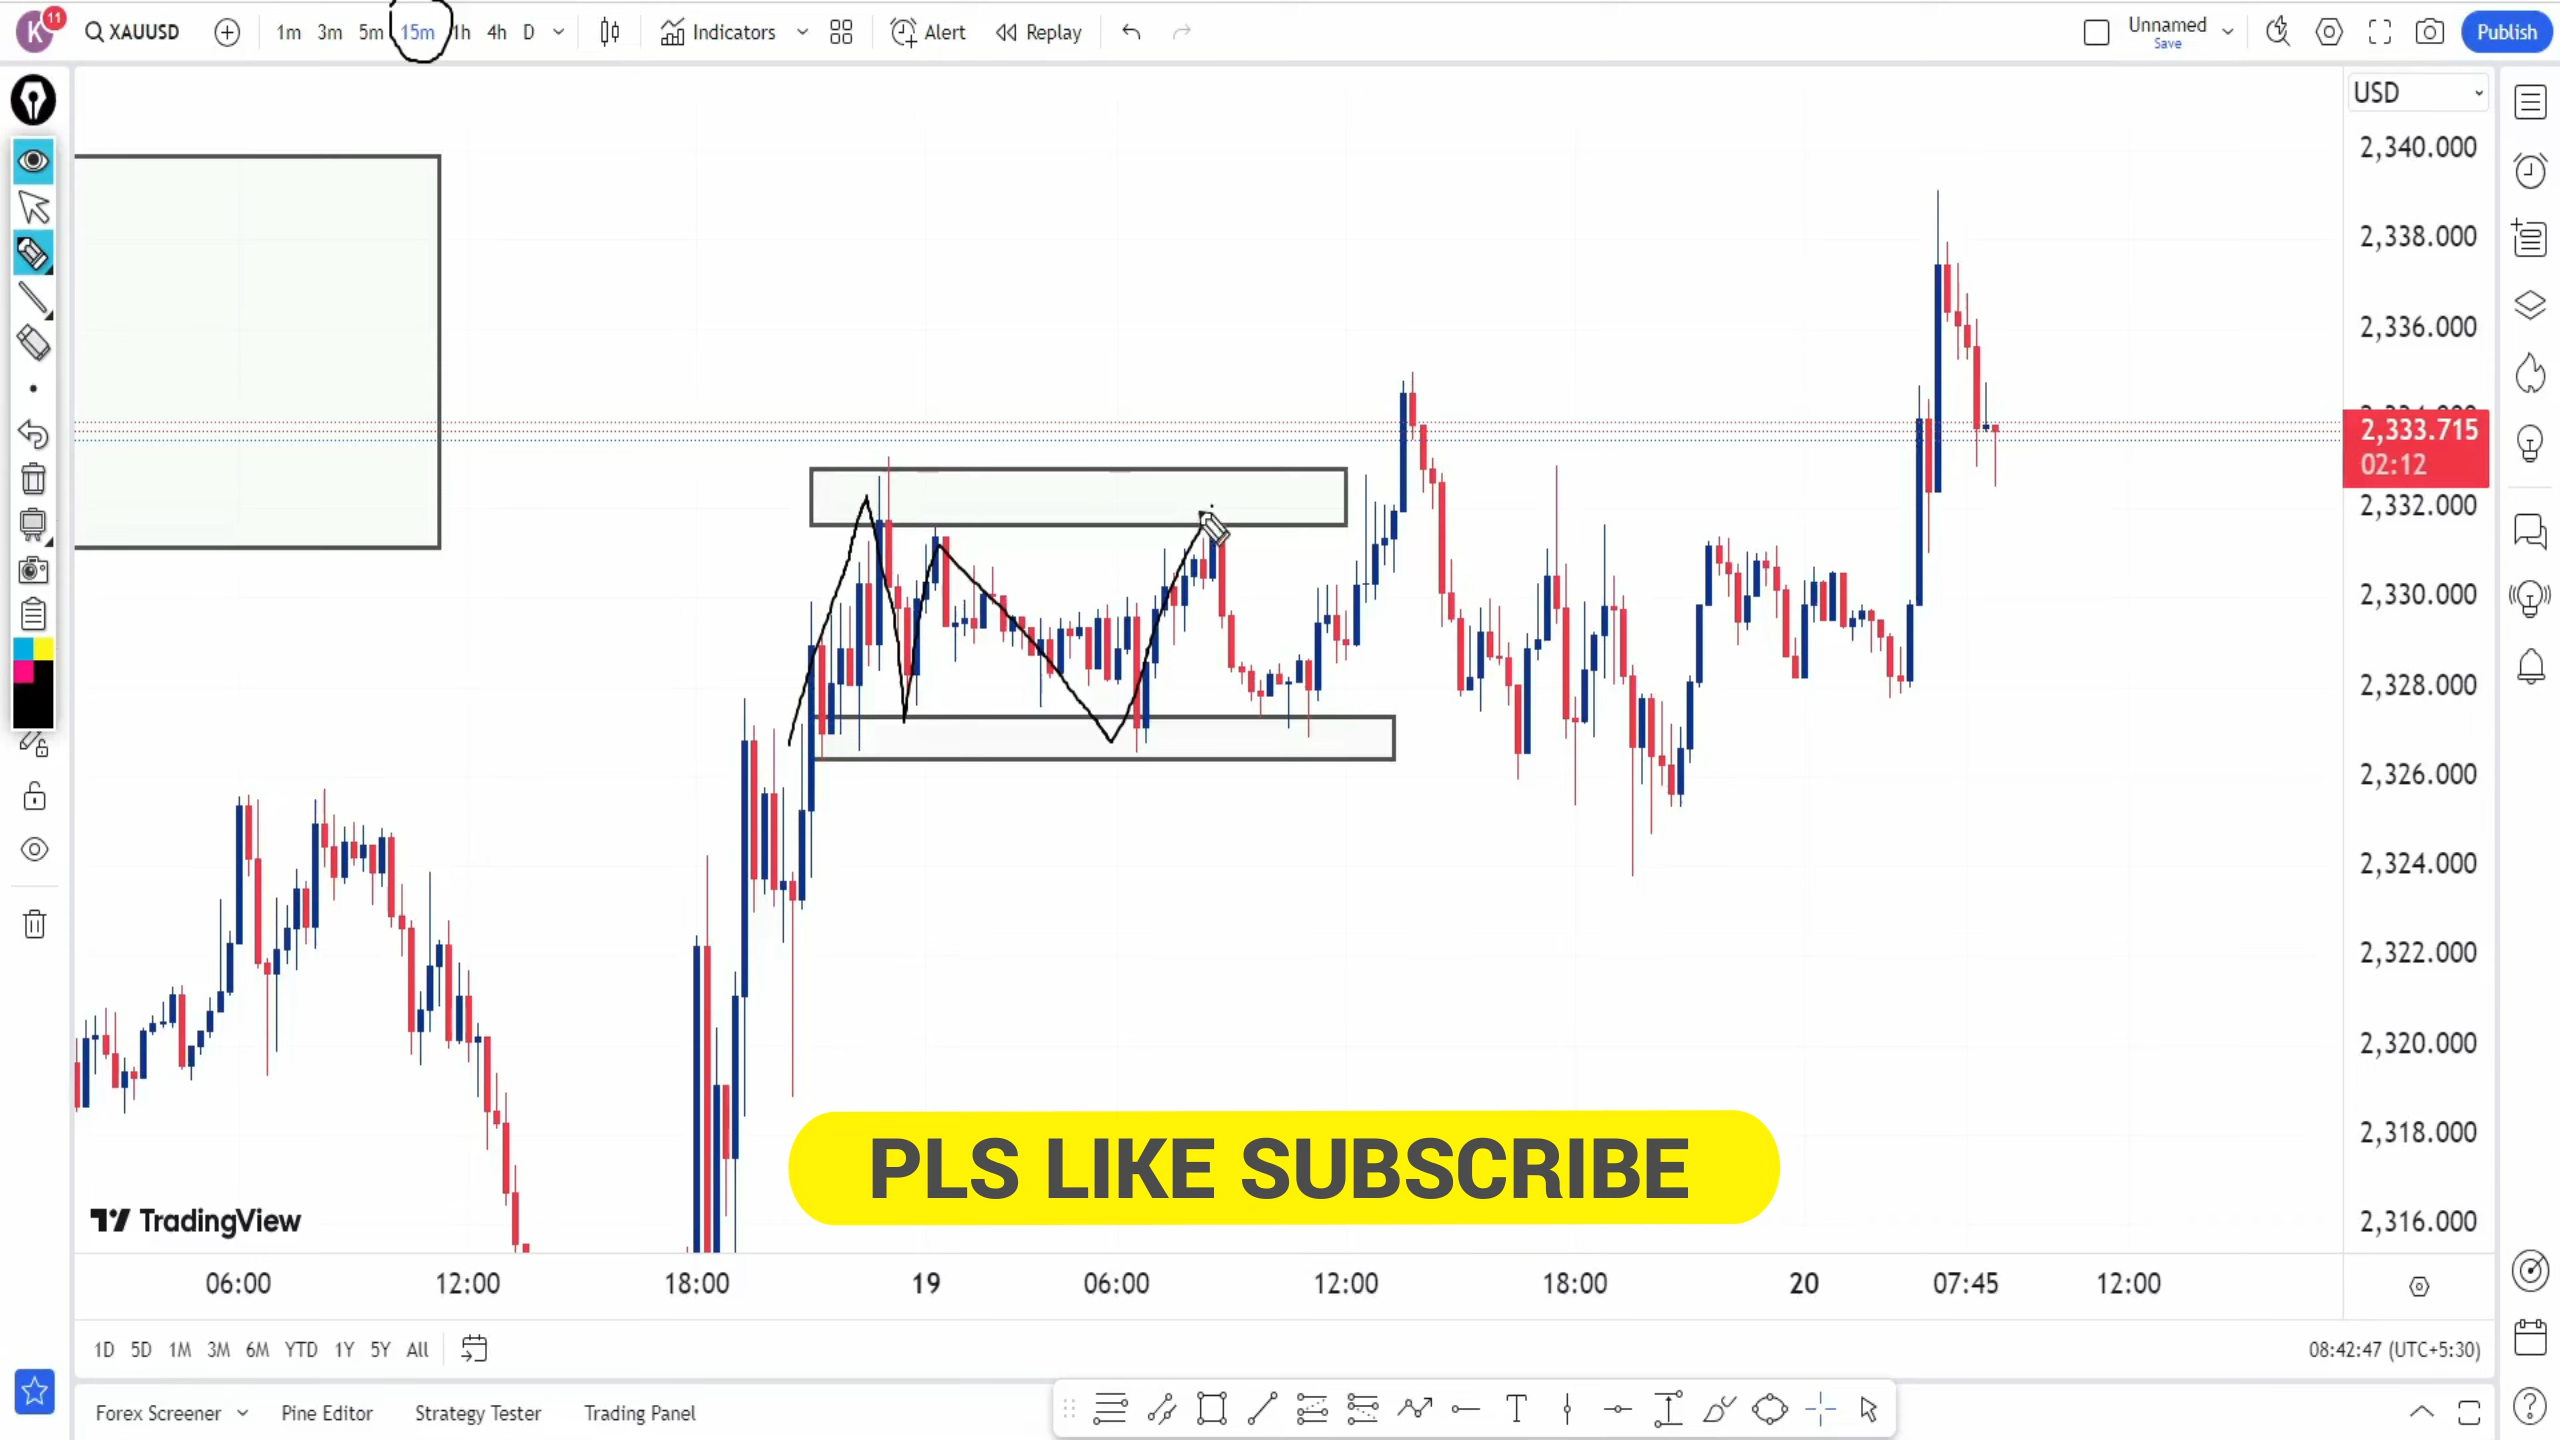 K 11 XAUUSD 1m 3m 5m 15m 1h 4h D Indicators Alert Replay Unnamed Save Publish
USD
2,340.000
2,338.000
2,336.000
2,333.715
02:12
2,332.000
2,330.000
2,328.000
2,326.000
2,324.000
2,322.000
2,320.000
2,318.000
2,316.000
PLS LIKE SUBSCRIBE
TradingView
06:00 12:00 18:00 19 06:00 12:00 18:00 20 07:45 12:00
1D 5D 1M 3M 6M YTD 1Y 5Y All 08:42:47 (UTC+5:30)
Forex Screener Pine Editor Strategy Tester Trading Panel